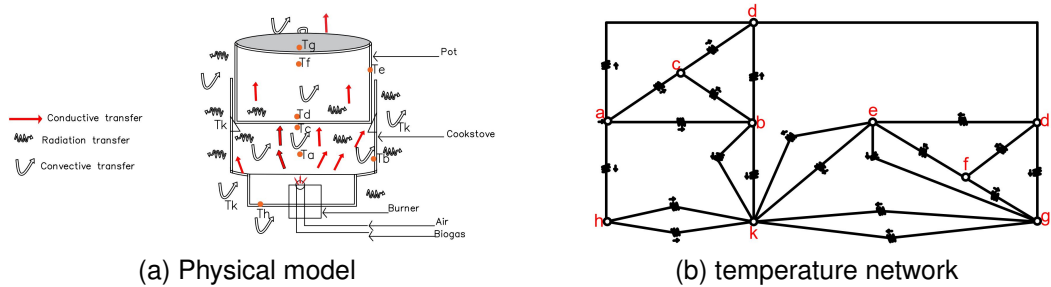 Tg
Tf
Te
Pot
Td
Tk
Tc
Tk
Cookstove
Ta
Tb
Tk
Th
Burner
Air
Biogas
Conductive transfer
Radiation transfer
Convective transfer
(a) Physical model
d
c
a
b
e
d
f
h
k
g
(b) temperature network